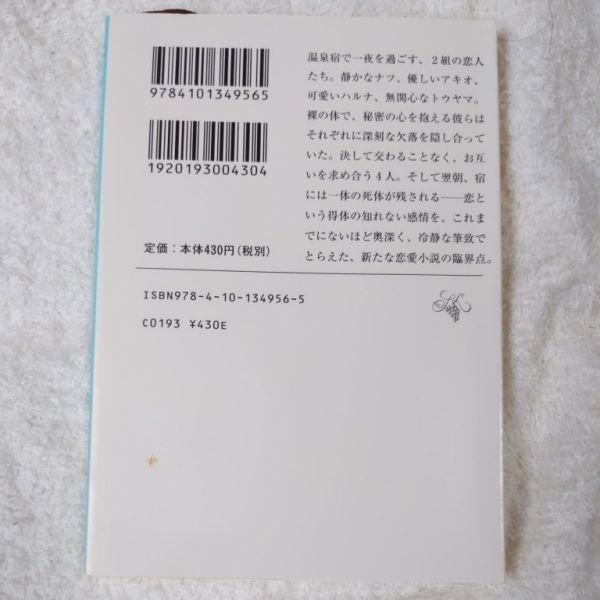 9784101349565
1920193004304
定価：本体430円（税別）
温泉宿で一夜を過ごす、２組の恋人
たち。静かなナツ、優しいアキオ、
可愛いハルナ、無関心なトウヤマ。
裸の体で、秘密の心を抱える彼らは
それぞれに深刻な欠落を隠し合って
いた。決して交わることなく、お互
いを求め合う４人。そして翌朝、宿
には一体の死体が残される――恋
という得体の知れない感情を、これま
でにないほど奥深く、冷静な筆致で
とらえた、新たな恋愛小説の臨界点。
ISBN978-4-10-134956-5
C0193 ¥430E